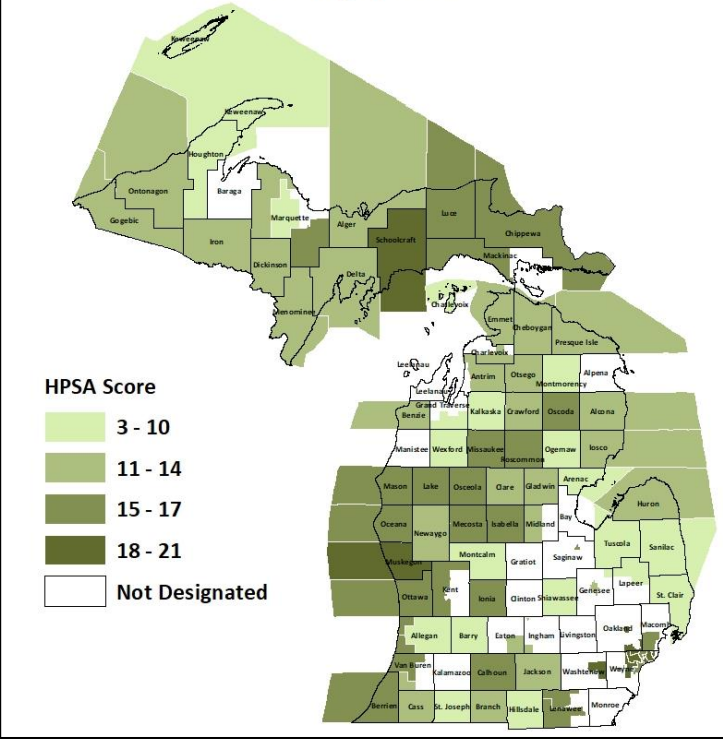 Keweenaw
Keweenaw
Houghton
Ontonagon
Baraga
Gogebic
Marquette
Iron
Alger
Luce
Schoolcraft
Chippewa
Dickinson
Mackinac
Delta
Menominee
Charlevoix
Emmet
Cheboygan
Presque Isle
Charlevoix
Leelanau
Antrim
Otsego
Montmorency
Alpena
Leelanau
Grand Traverse
Benzie
Kalkaska
Crawford
Oscoda
Alcona
Manistee
Wexford
Missaukee
Roscommon
Ogemaw
Iosco
Arenac
Mason
Lake
Osceola
Clare
Gladwin
Huron
Oceana
Newaygo
Mecosta
Isabella
Midland
Bay
Tuscola
Sanilac
Muskegon
Montcalm
Gratiot
Saginaw
Ottawa
Kent
Ionia
Clinton
Shiawassee
Genesee
Lapeer
St. Clair
Allegan
Barry
Eaton
Ingham
Livingston
Oakland
Macomb
Van Buren
Kalamazoo
Calhoun
Jackson
Washtenaw
Wayne
Berrien
Cass
St. Joseph
Branch
Hillsdale
Lenawee
Monroe
HPSA Score
3 - 10
11 - 14
15 - 17
18 - 21
Not Designated